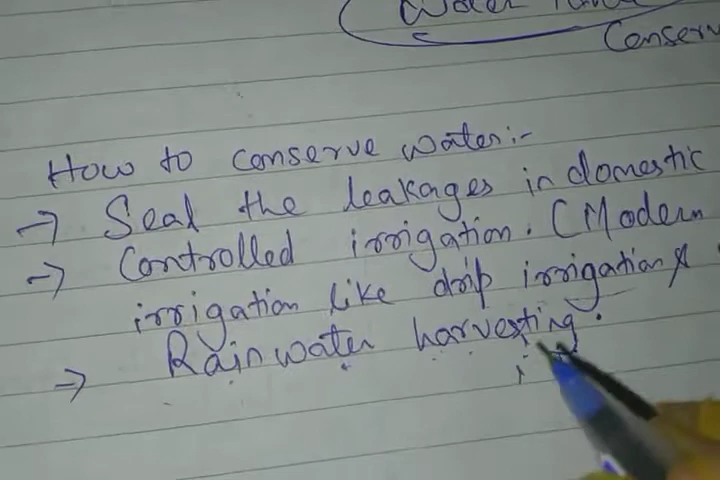 Water
Conserv
How to conserve water:-
→ Seal the leakages in domestic
→ Controlled irrigation. (Modern
irrigation like drip irrigation &
→ Rainwater harvesting.